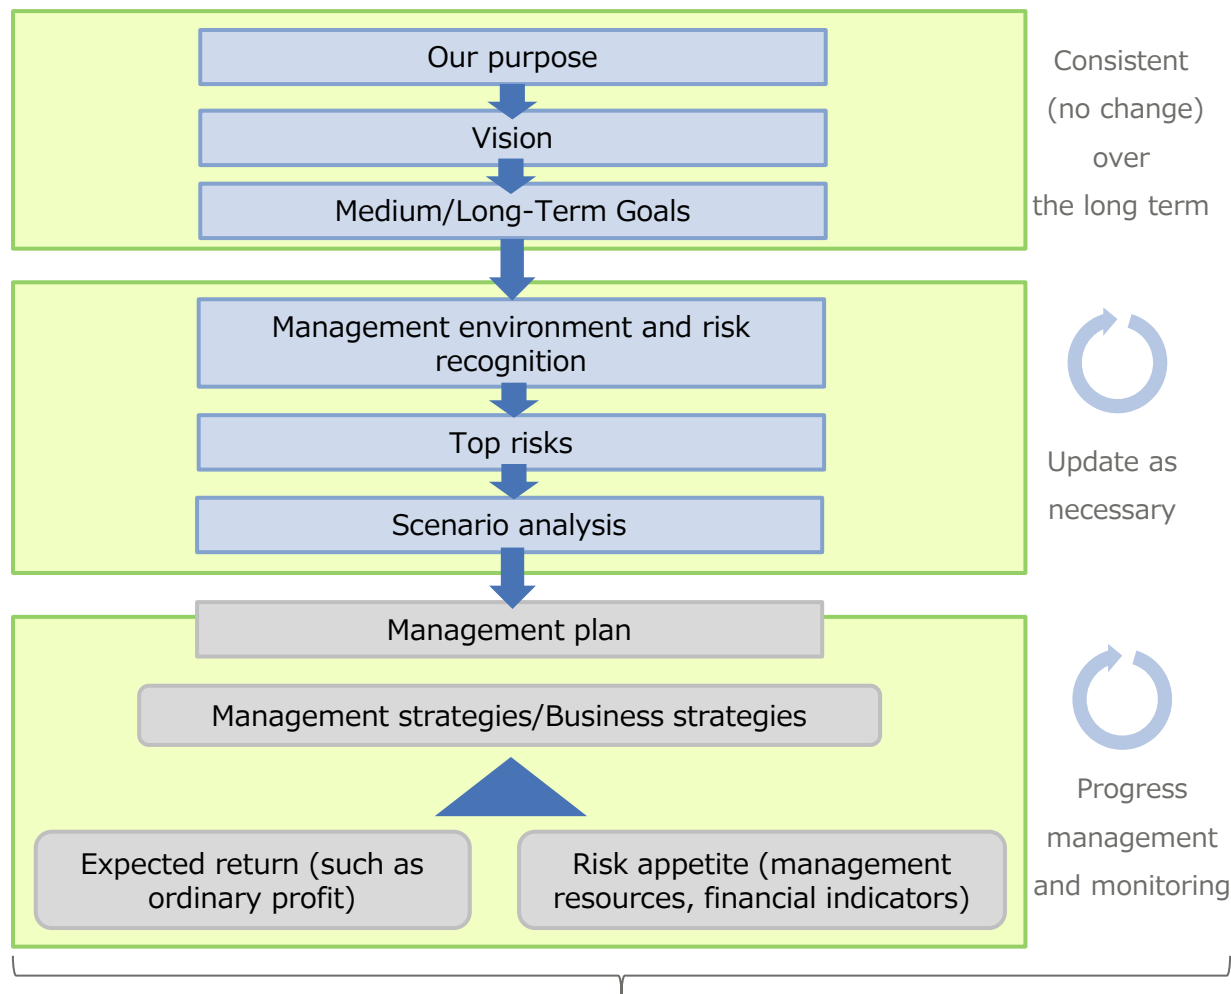 Our purpose
Vision
Medium/Long-Term Goals
Consistent
(no change)
over
the long term
Management environment and risk
recognition
Top risks
Scenario analysis
Update as
necessary
Management plan
Management strategies/Business strategies
Expected return (such as
ordinary profit)
Risk appetite (management
resources, financial indicators)
Progress
management
and monitoring